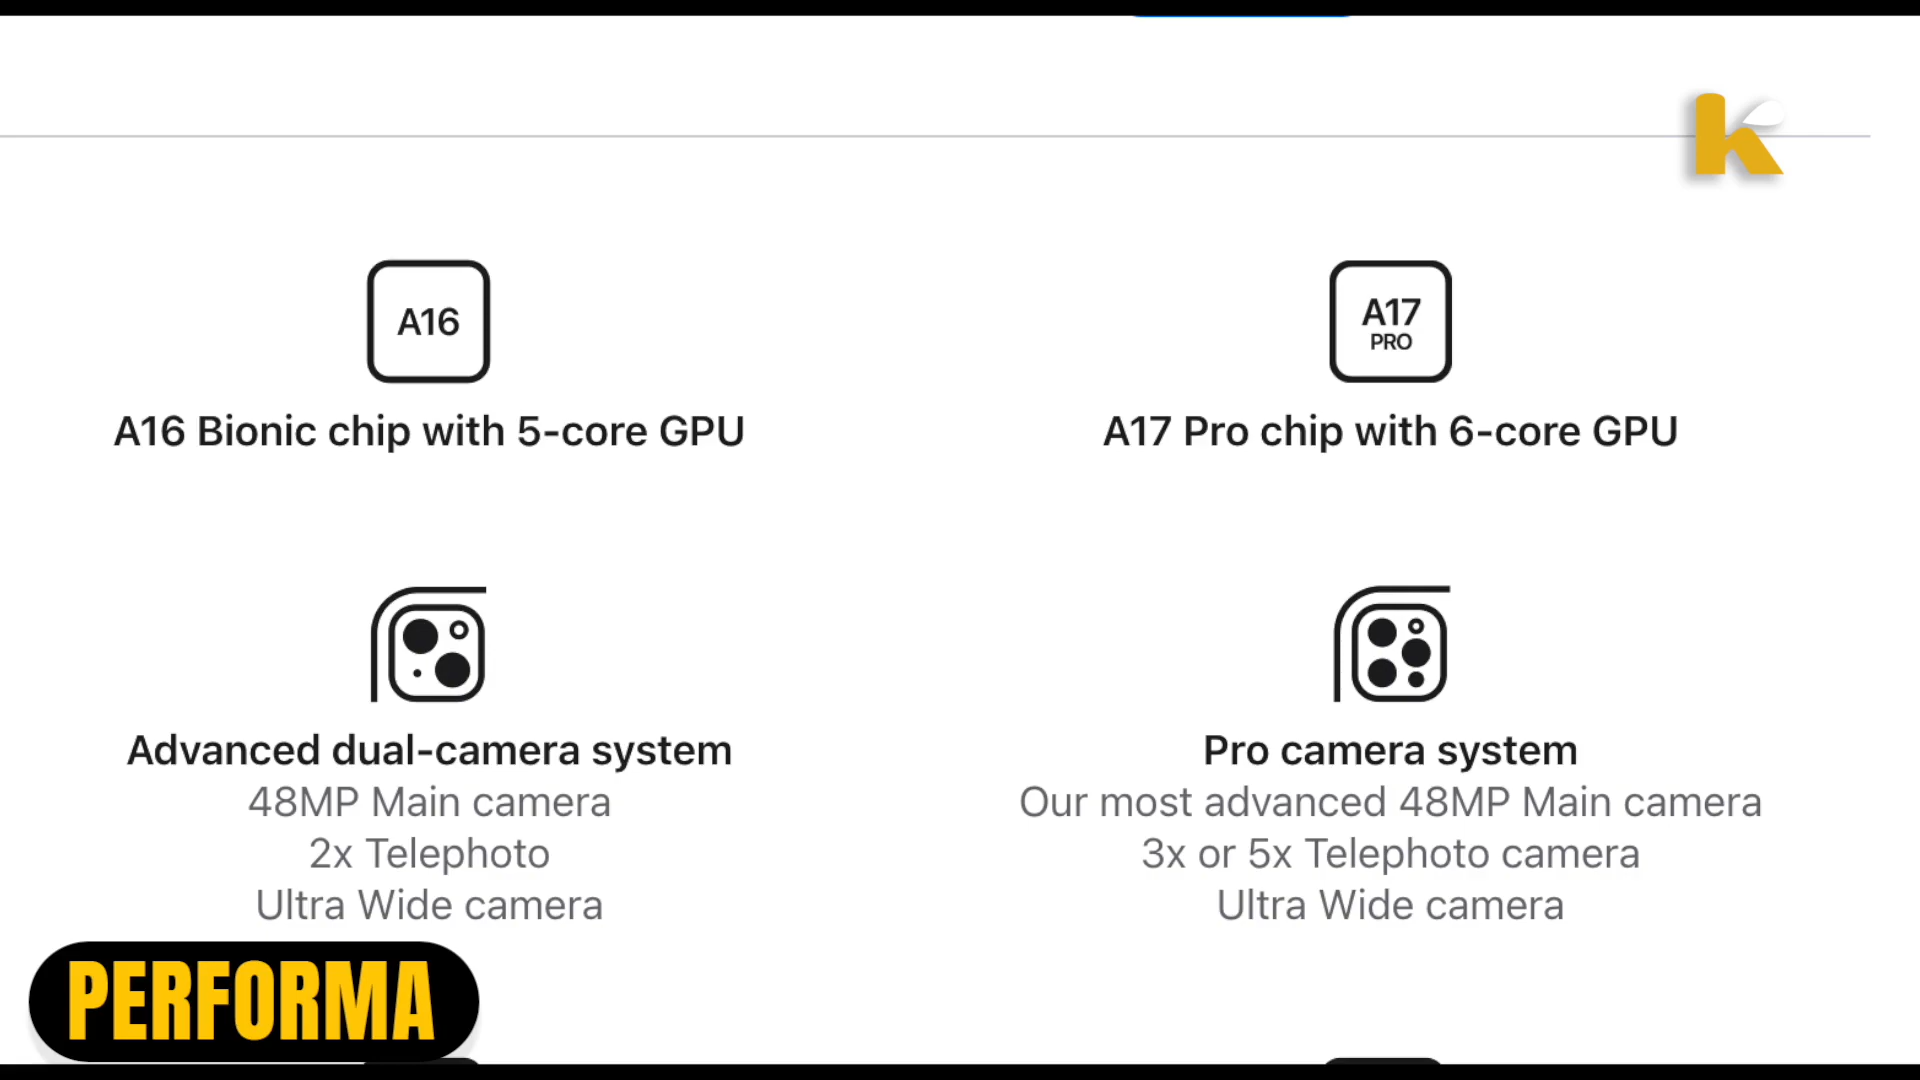 k
A16
A17
PRO
A16 Bionic chip with 5-core GPU
A17 Pro chip with 6-core GPU
Advanced dual-camera system
48MP Main camera
2x Telephoto
Ultra Wide camera
Pro camera system
Our most advanced 48MP Main camera
3x or 5x Telephoto camera
Ultra Wide camera
PERFORMA